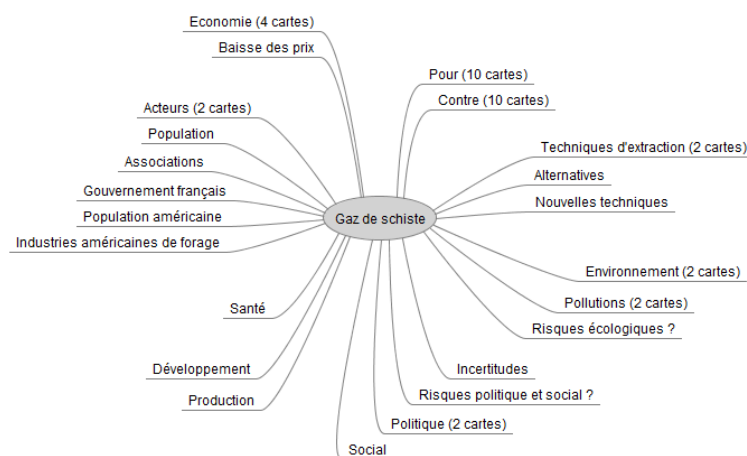 Economie (4 cartes)
Baisse des prix
Pour (10 cartes)
Contre (10 cartes)
Acteurs (2 cartes)
Population
Associations
Gouvernement français
Population américaine
Industries américaines de forage
Techniques d'extraction (2 cartes)
Alternatives
Nouvelles techniques
Gaz de schiste
Environnement (2 cartes)
Pollutions (2 cartes)
Risques écologiques ?
Santé
Développement
Production
Incertitudes
Risques politique et social ?
Politique (2 cartes)
Social